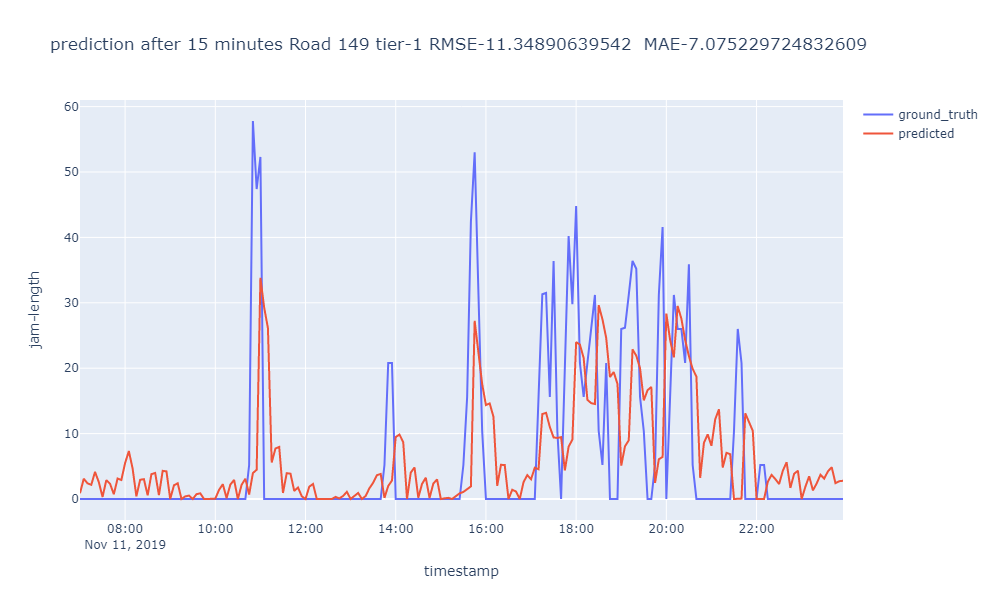 prediction after 15 minutes Road 149 tier-1 RMSE-11.34890639542  MAE-7.075229724832609
ground_truth
predicted
60
50
40
30
20
10
0
jam-length
08:00 10:00 12:00 14:00 16:00 18:00 20:00 22:00
Nov 11, 2019
timestamp